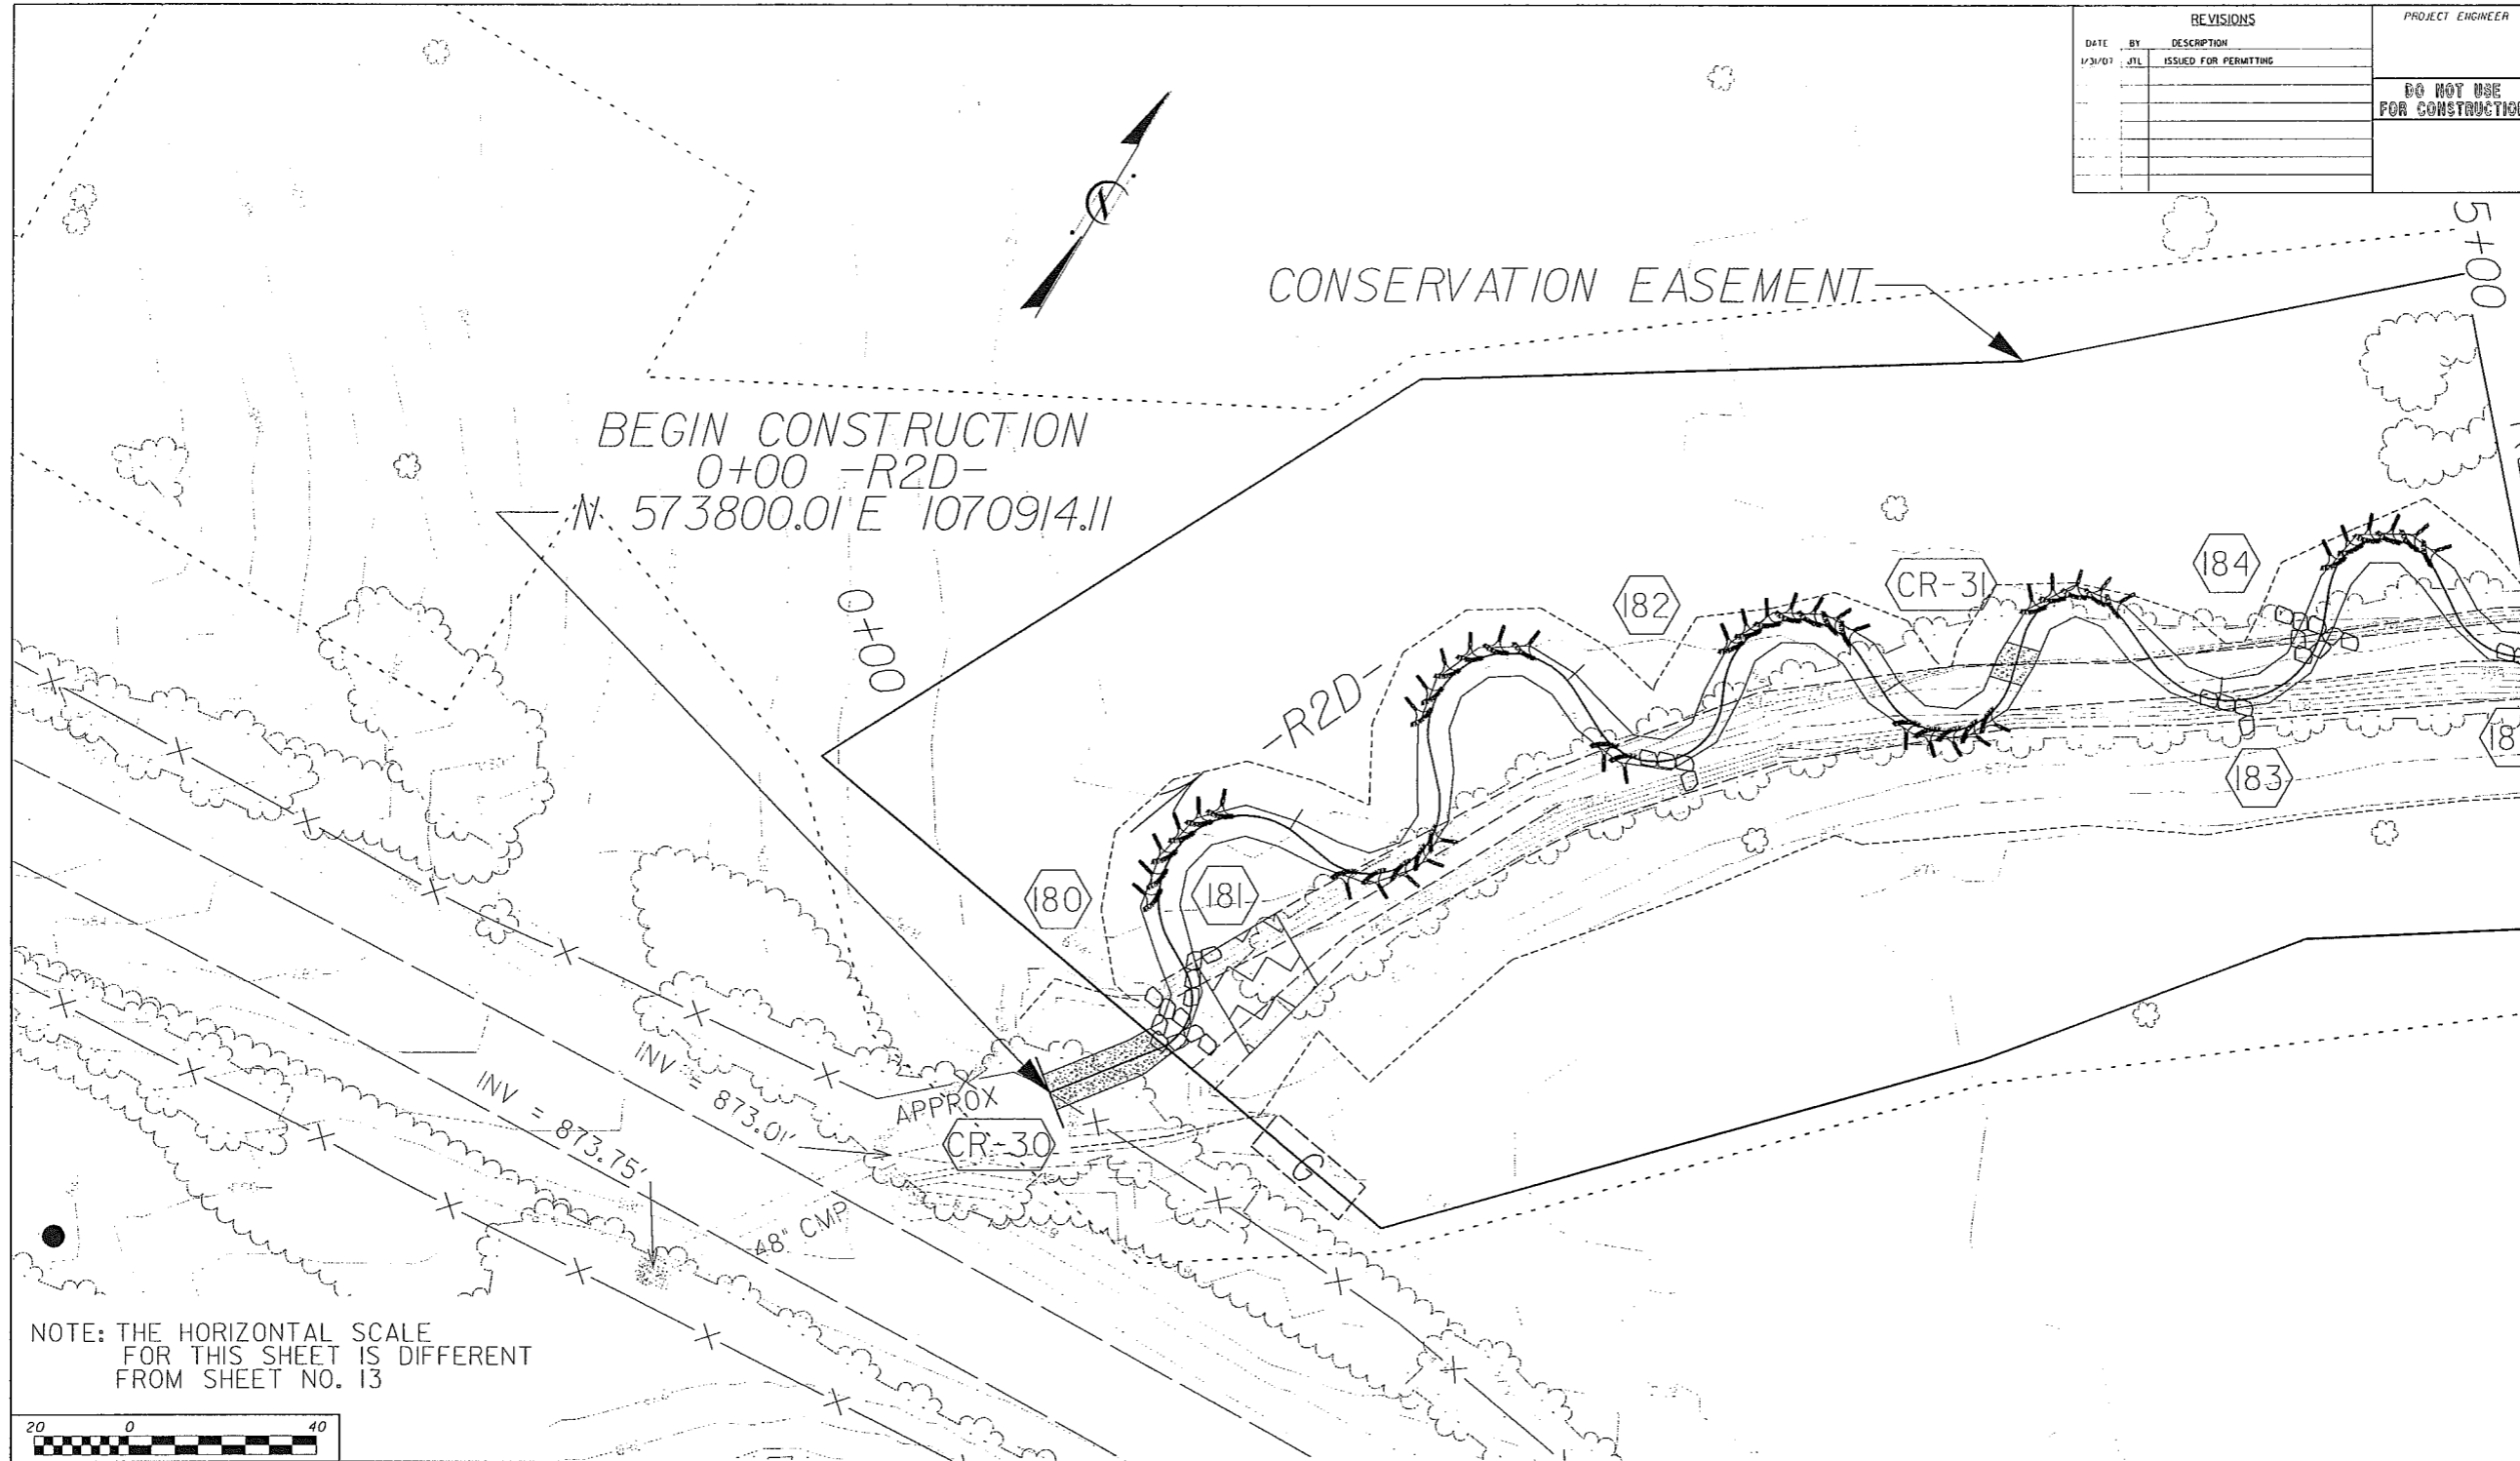 REVISIONS
DATE BY DESCRIPTION
1/31/07 JTL ISSUED FOR PERMITTING
PROJECT ENGINEER
DO NOT USE
FOR CONSTRUCTION
5+00
CONSERVATION EASEMENT
BEGIN CONSTRUCTION
0+00 -R2D-
N 573800.01 E 1070914.11
0+00
-R2D-
182
CR-31
184
183
180
181
INV = 873.75'
INV = 873.01'
APPROX
CR-30
48" CMP
G
NOTE: THE HORIZONTAL SCALE
FOR THIS SHEET IS DIFFERENT
FROM SHEET NO. 13
20 0 40